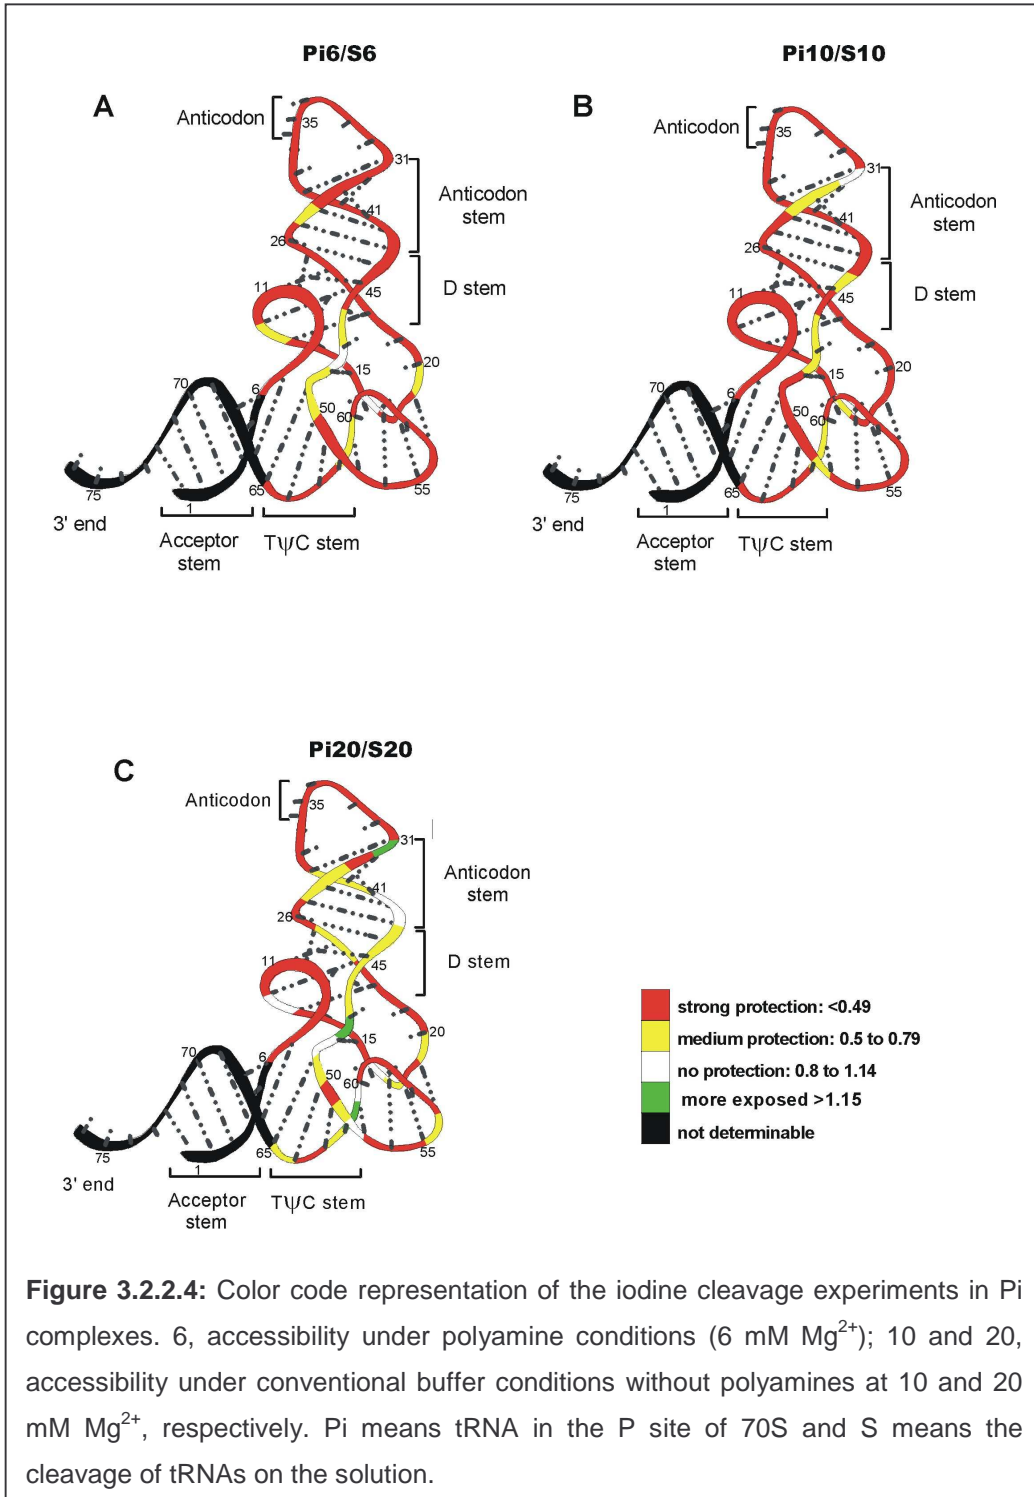 Pi6/S6
A
Anticodon
35
31
Anticodon
stem
41
26
D stem
11
45
20
15
70
6
50
60
75
65
55
1
3' end
Acceptor
stem
TψC stem
Pi10/S10
B
Anticodon
35
31
Anticodon
stem
41
26
D stem
11
45
20
15
70
6
50
60
75
65
55
1
3' end
Acceptor
stem
TψC stem
Pi20/S20
C
Anticodon
35
31
Anticodon
stem
41
26
D stem
11
45
20
15
70
6
50
60
75
65
55
1
3' end
Acceptor
stem
TψC stem
strong protection: <0.49
medium protection: 0.5 to 0.79
no protection: 0.8 to 1.14
more exposed >1.15
not determinable
Figure 3.2.2.4: Color code representation of the iodine cleavage experiments in Pi
complexes. 6, accessibility under polyamine conditions (6 mM Mg²⁺); 10 and 20,
accessibility under conventional buffer conditions without polyamines at 10 and 20
mM Mg²⁺, respectively. Pi means tRNA in the P site of 70S and S means the
cleavage of tRNAs on the solution.